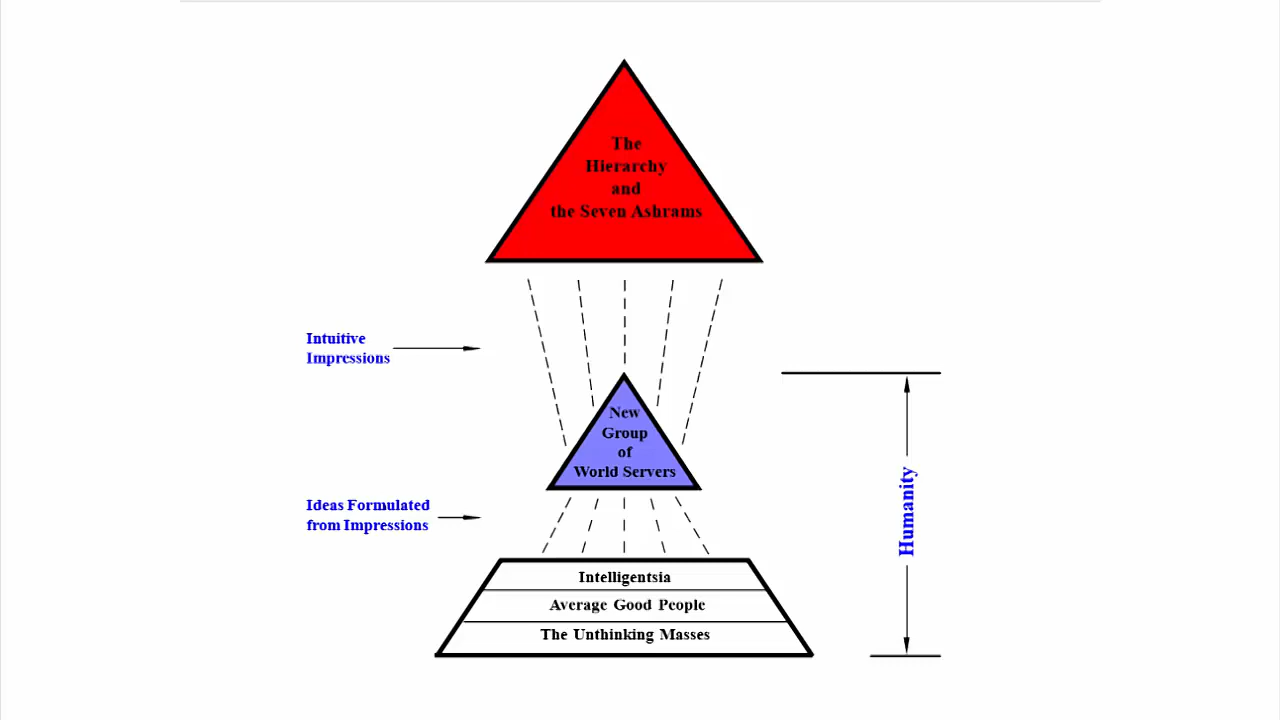 The
Hierarchy
and
the Seven Ashrams
Intuitive
Impressions
New
Group
of
World Servers
Humanity
Ideas Formulated
from Impressions
Intelligentsia
Average Good People
The Unthinking Masses